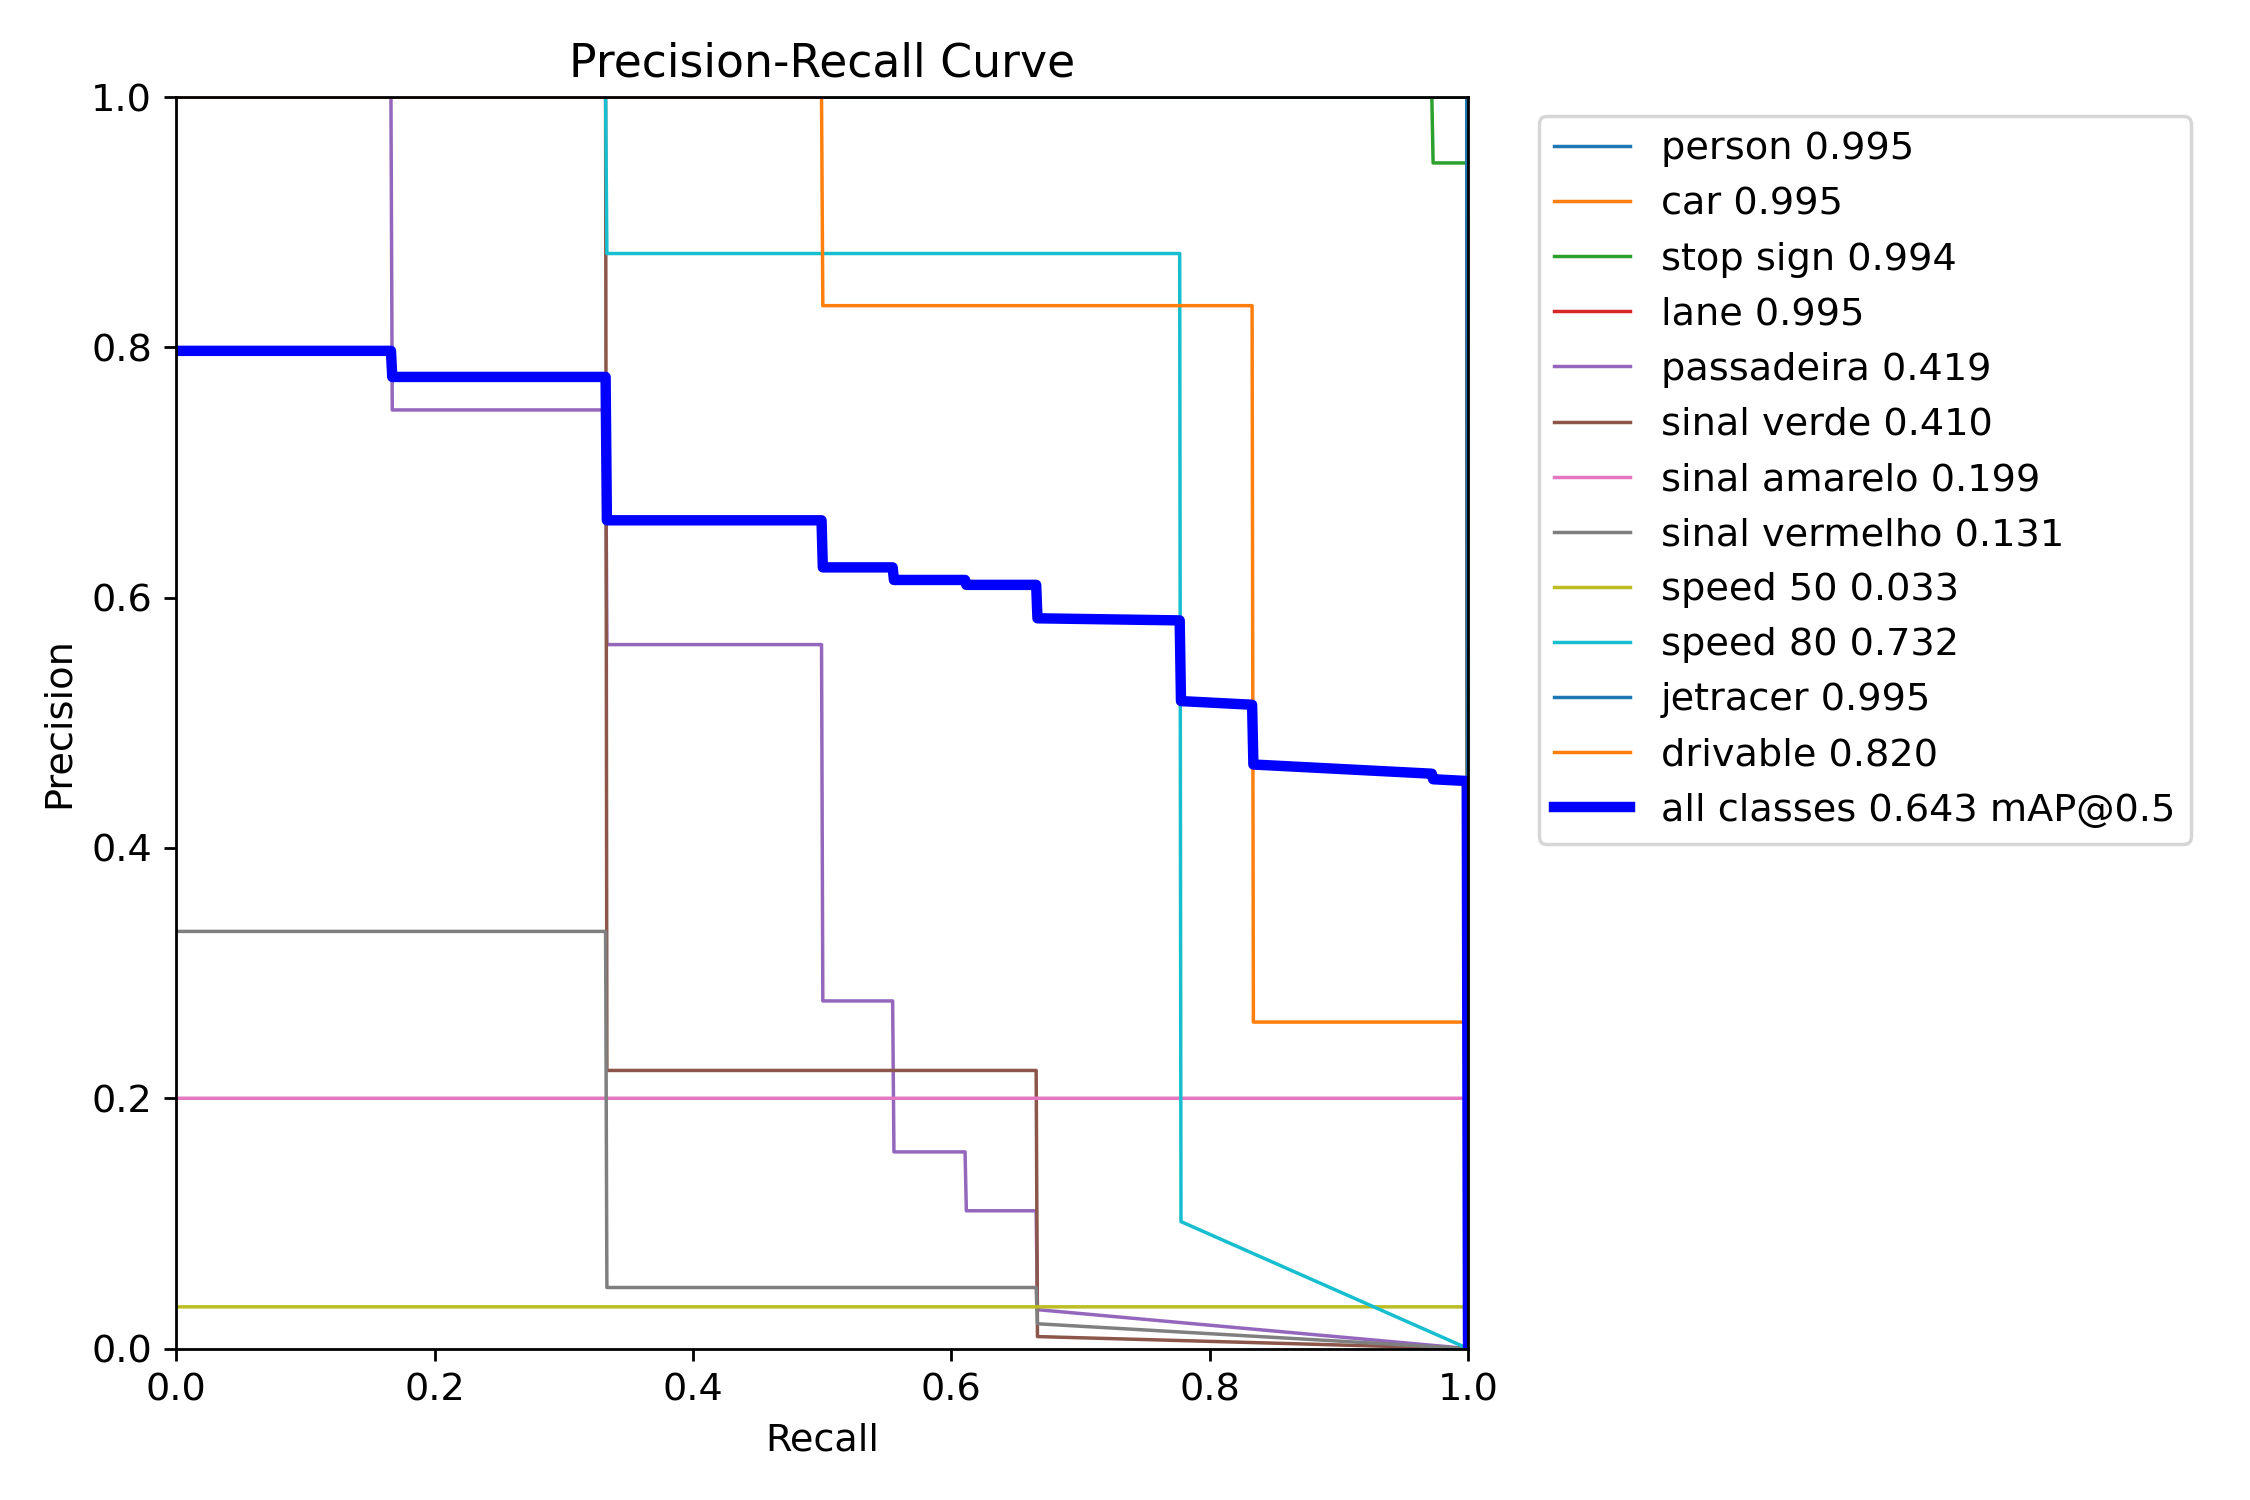 Precision-Recall Curve
1.0
0.8
0.6
0.4
0.2
0.0
Precision
0.0 0.2 0.4 0.6 0.8 1.0
Recall
person 0.995
car 0.995
stop sign 0.994
lane 0.995
passadeira 0.419
sinal verde 0.410
sinal amarelo 0.199
sinal vermelho 0.131
speed 50 0.033
speed 80 0.732
jetracer 0.995
drivable 0.820
all classes 0.643 mAP@0.5